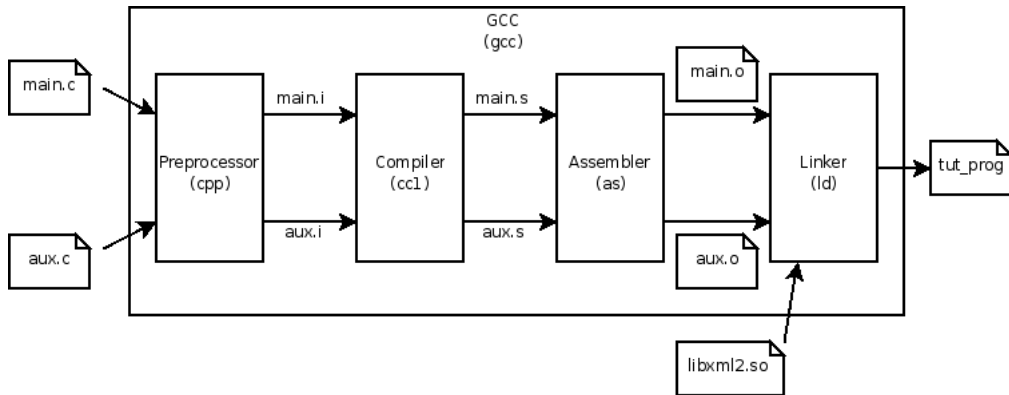 GCC
(gcc)
main.c
main.o
main.i
main.s
Preprocessor
(cpp)
Compiler
(cc1)
Assembler
(as)
Linker
(ld)
tut_prog
aux.i
aux.s
aux.c
aux.o
libxml2.so